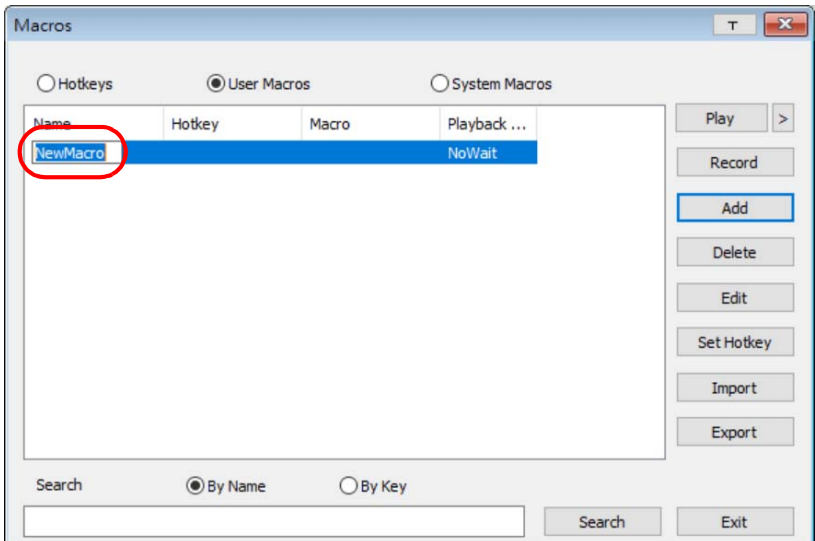 Macros T
Hotkeys User Macros System Macros
Name Hotkey Macro Playback ... Play >
NewMacro NoWait
Record
Add
Delete
Edit
Set Hotkey
Import
Export
Search By Name By Key
Search Exit